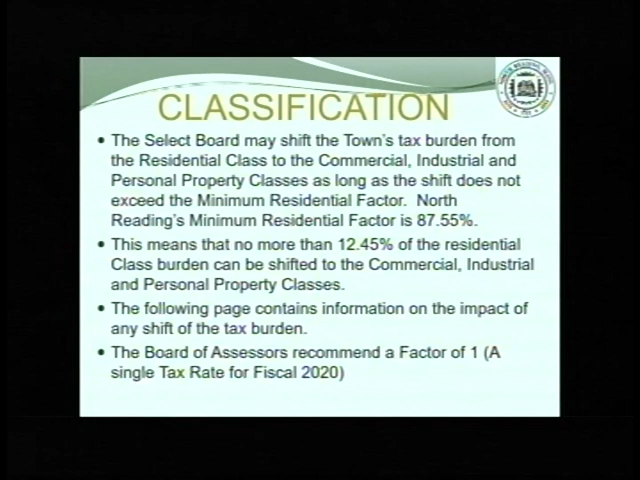 CLASSIFICATION
• The Select Board may shift the Town's tax burden from
the Residential Class to the Commercial, Industrial and
Personal Property Classes as long as the shift does not
exceed the Minimum Residential Factor. North
Reading's Minimum Residential Factor is 87.55%.
• This means that no more than 12.45% of the residential
Class burden can be shifted to the Commercial, Industrial
and Personal Property Classes.
• The following page contains information on the impact of
any shift of the tax burden.
• The Board of Assessors recommend a Factor of 1 (A
single Tax Rate for Fiscal 2020)